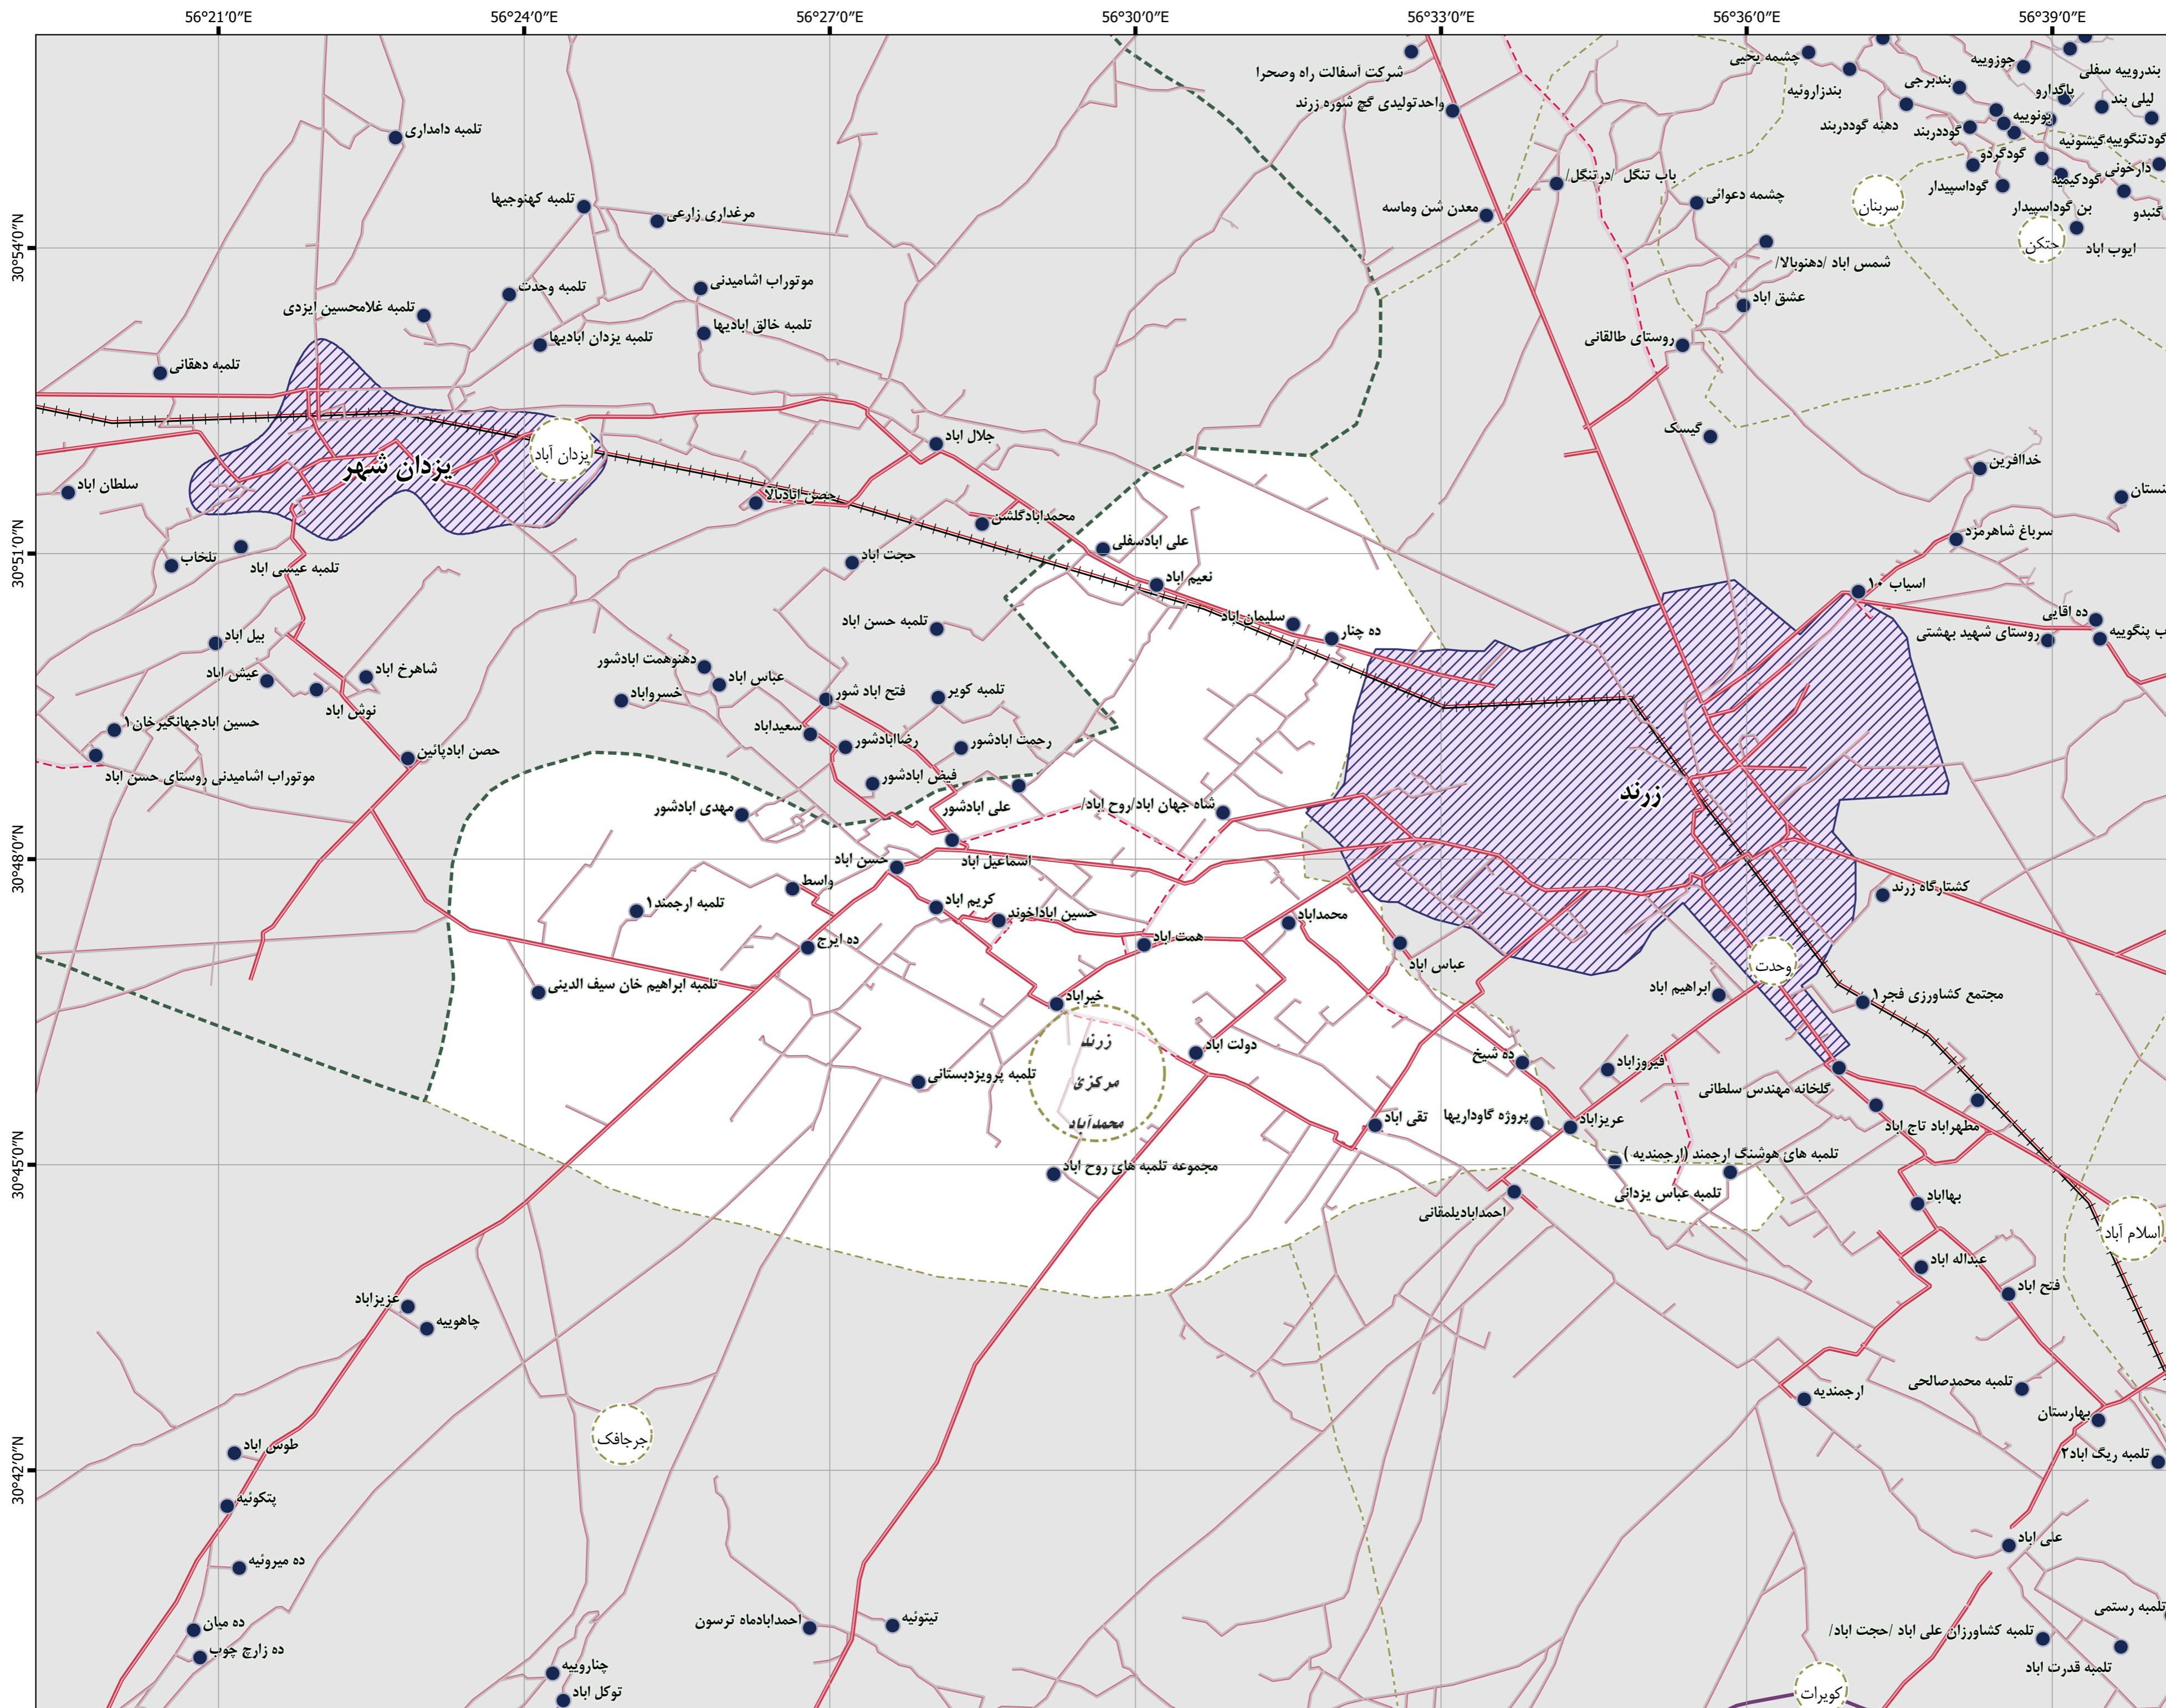 56°21'0"E
56°24'0"E
56°27'0"E
56°30'0"E
56°33'0"E
56°36'0"E
56°39'0"E
30°54'0"N
30°51'0"N
30°48'0"N
30°45'0"N
30°42'0"N
شرکت آسفالت راه وصحرا
چشمه یحیی
جوزوییه
بندروییه سفلی
واحدتولیدی گچ شوره زرند
بندزاروئیه
بندبرجی
پاگدارو
لیلی بند
تلمبه دامداری
دهنه گوددربند
گوددربند
پونوییه
گیشوئیه
گودتنگوییه
باب تنگل /درتنگل/
گودگردو
دارخونی
گوداسپیدار
گودکیمیه
تلمبه کهنوجیها
مرغداری زارعی
معدن شن وماسه
چشمه دعوائی
سربنان
بن گوداسپیدار
گنبدو
جتکن
ایوب اباد
شمس اباد /دهنوبالا/
تلمبه وحدت
موتوراب اشامیدنی
عشق اباد
تلمبه غلامحسین ایزدی
تلمبه یزدان ابادیها
تلمبه خالق ابادیها
روستای طالقانی
تلمبه دهقانی
جلال اباد
گیسک
یزدان آباد
یزدان شهر
خداافرین
سلطان اباد
حصن ابادبالا
محمدابادگلشن
سرباغ شاهرمزد
علی ابادسفلی
حجت اباد
تلخاب
تلمبه عیسی اباد
نعیم اباد
اسیاب ۱۰
سلیمان اباد
تلمبه حسن اباد
ده چنار
ده اقایی
روستای شهید بهشتی
ب پنگوییه
بیل اباد
عیش اباد
شاهرخ اباد
نوش اباد
دهنوهمت ابادشور
عباس اباد
خسرواباد
فتح اباد شور
تلمبه کویر
حسین ابادجهانگیرخان۱
سعیداباد
رضاابادشور
رحمت ابادشور
حصن ابادپائین
موتوراب اشامیدنی روستای حسن اباد
فیض ابادشور
زرند
مهدی ابادشور
علی ابادشور
شاه جهان اباد/روح اباد/
حسن اباد
اسماعیل اباد
واسط
کشتارگاه زرند
تلمبه ارجمند۱
کریم اباد
حسین اباداخوند
محمداباد
ده ایرج
همت اباد
عباس اباد
وحدت
تلمبه ابراهیم خان سیف الدینی
خیراباد
ابراهیم اباد
مجتمع کشاورزی فجر۱
زرند
مرکزی
محمدآباد
دولت اباد
ده شیخ
فیروزاباد
تلمبه پرویزدبستانی
گلخانه مهندس سلطانی
تقی اباد
پروژه گاوداریها
عزیزاباد
مطهراباد تاج اباد
مجموعه تلمبه های روح اباد
تلمبه های هوشنگ ارجمند (ارجمندیه )
تلمبه عباس یزدانی
احمدابادیلمقانی
بهااباد
اسلام آباد
عبداله اباد
فتح اباد
عزیزاباد
چاهوییه
ارجمندیه
تلمبه محمدصالحی
بهارستان
جرجافک
طوس اباد
تلمبه ریگ اباد۲
پتکوئیه
علی اباد
ده میروئیه
ده میان
ده زارچ چوب
احمدابادماه ترسون
تیتوئیه
تلمبه رستمی
تلمبه کشاورزان علی اباد /حجت اباد/
تلمبه قدرت اباد
چناروییه
توکل اباد
کویرات